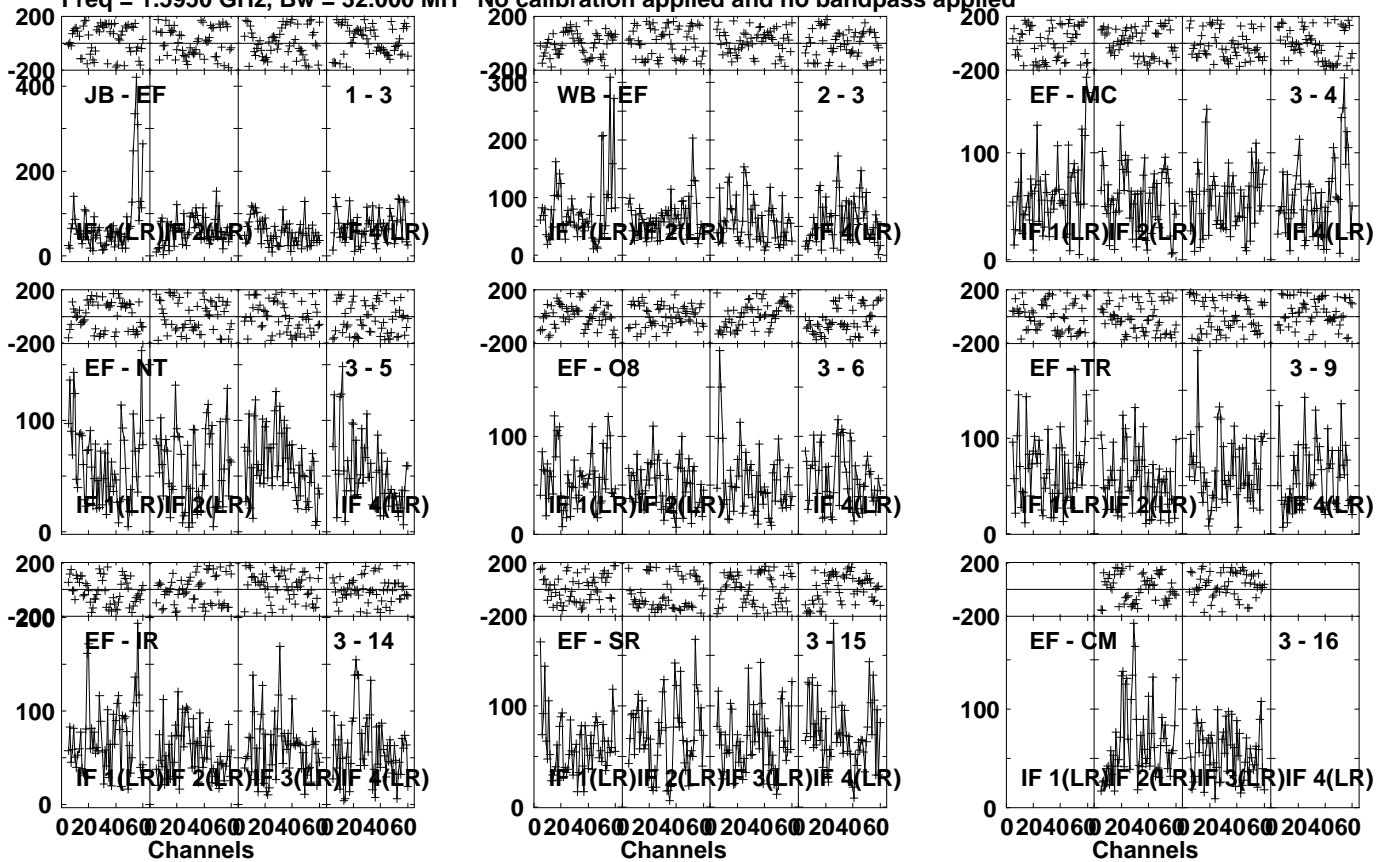 Freq = 1.5950 GHz, Bw = 32.000 MH No calibration applied and no bandpass applied
200 200 200
-200 -200 -200
400 300
JB - EF 1 - 3 WB - EF 2 - 3 EF - MC 3 - 4
200 200 100
100
IF 1(LR) IF 2(LR) IF 4(LR) IF 1(LR) IF 2(LR) IF 4(LR) IF 1(LR) IF 2(LR) IF 4(LR)
0 0 0
200 200 200
-200 -200 -200
EF - NT 3 - 5 EF - O8 3 - 6 EF - TR 3 - 9
100 100 100
IF 1(LR) IF 2(LR) IF 4(LR) IF 1(LR) IF 2(LR) IF 4(LR) IF 1(LR) IF 2(LR) IF 4(LR)
0 0 0
200 200 200
-200 -200 -200
200
EF - IR 3 - 14 EF - SR 3 - 15 EF - CM 3 - 16
100 100 100
IF 1(LR) IF 2(LR) IF 3(LR) IF 4(LR) IF 1(LR) IF 2(LR) IF 3(LR) IF 4(LR) IF 1(LR) IF 2(LR) IF 3(LR) IF 4(LR)
0 0 0
0 20 40 60 0 20 40 60 0 20 40 60 0 20 40 60 0 20 40 60 0 20 40 60 0 20 40 60 0 20 40 60 0 20 40 60 0 20 40 60 0 20 40 60 0 20 40 60
Channels Channels Channels